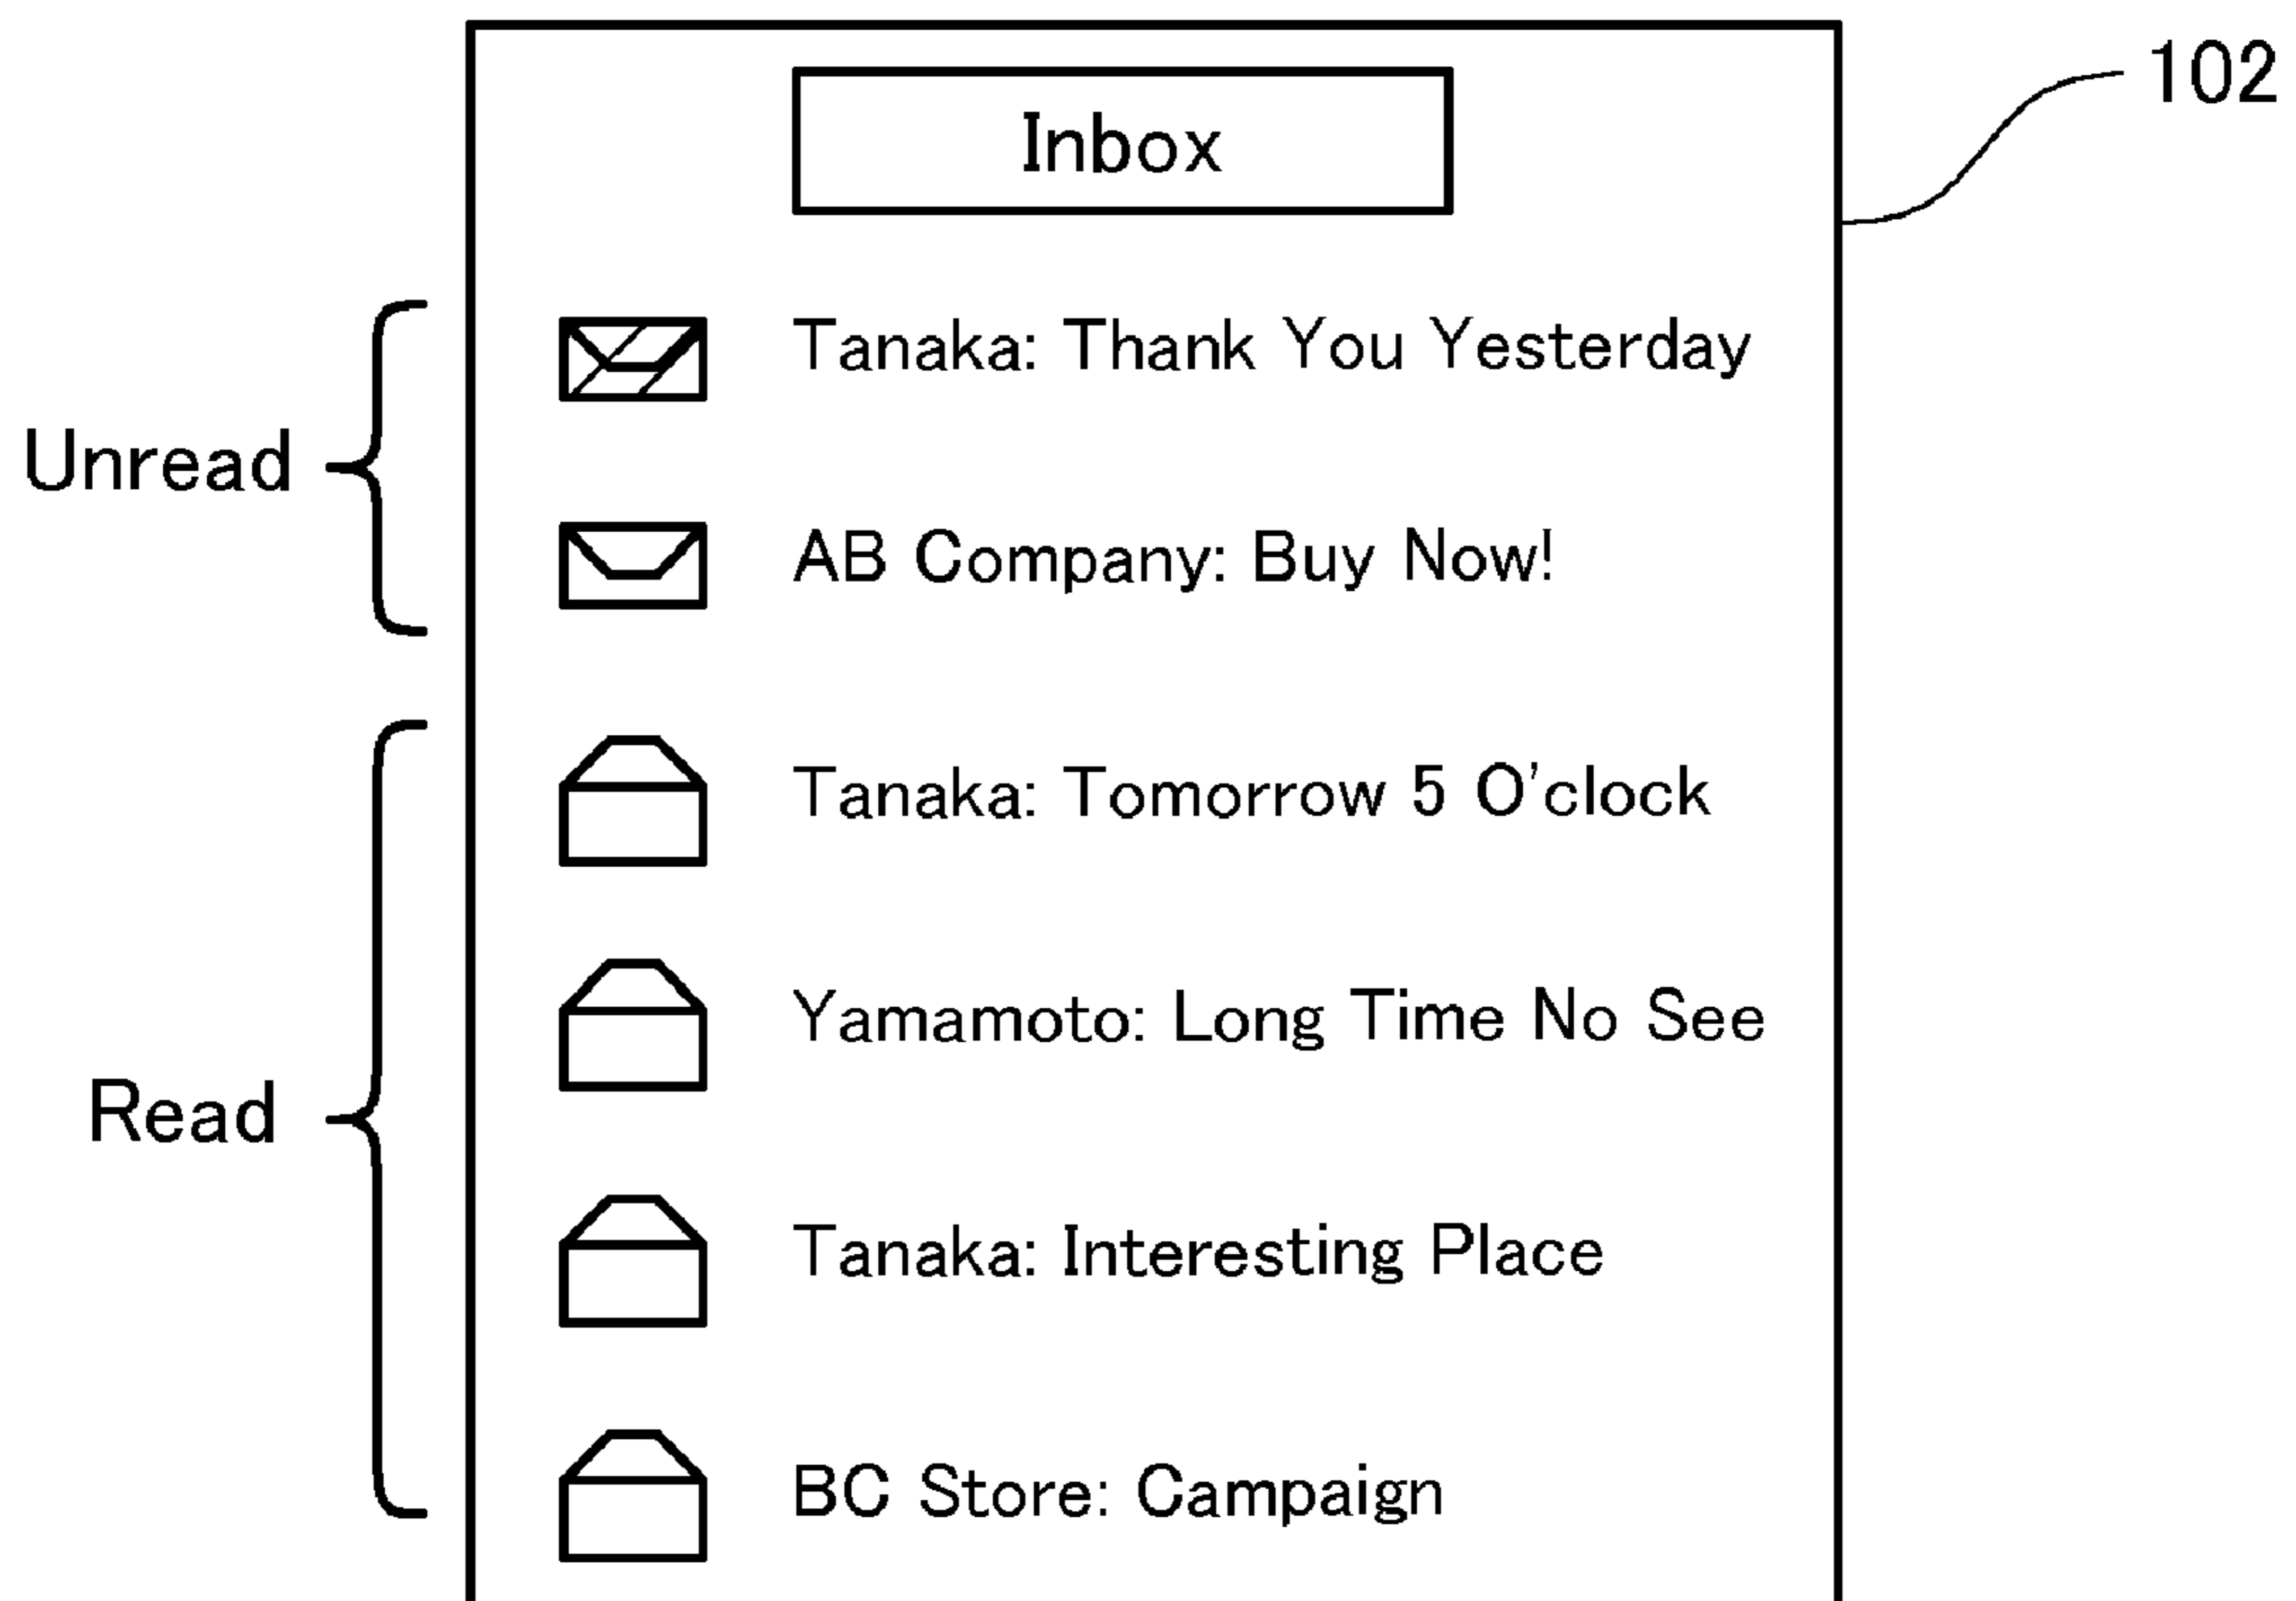 102
Inbox
Unread
Tanaka: Thank You Yesterday
AB Company: Buy Now!
Read
Tanaka: Tomorrow 5 O'clock
Yamamoto: Long Time No See
Tanaka: Interesting Place
BC Store: Campaign